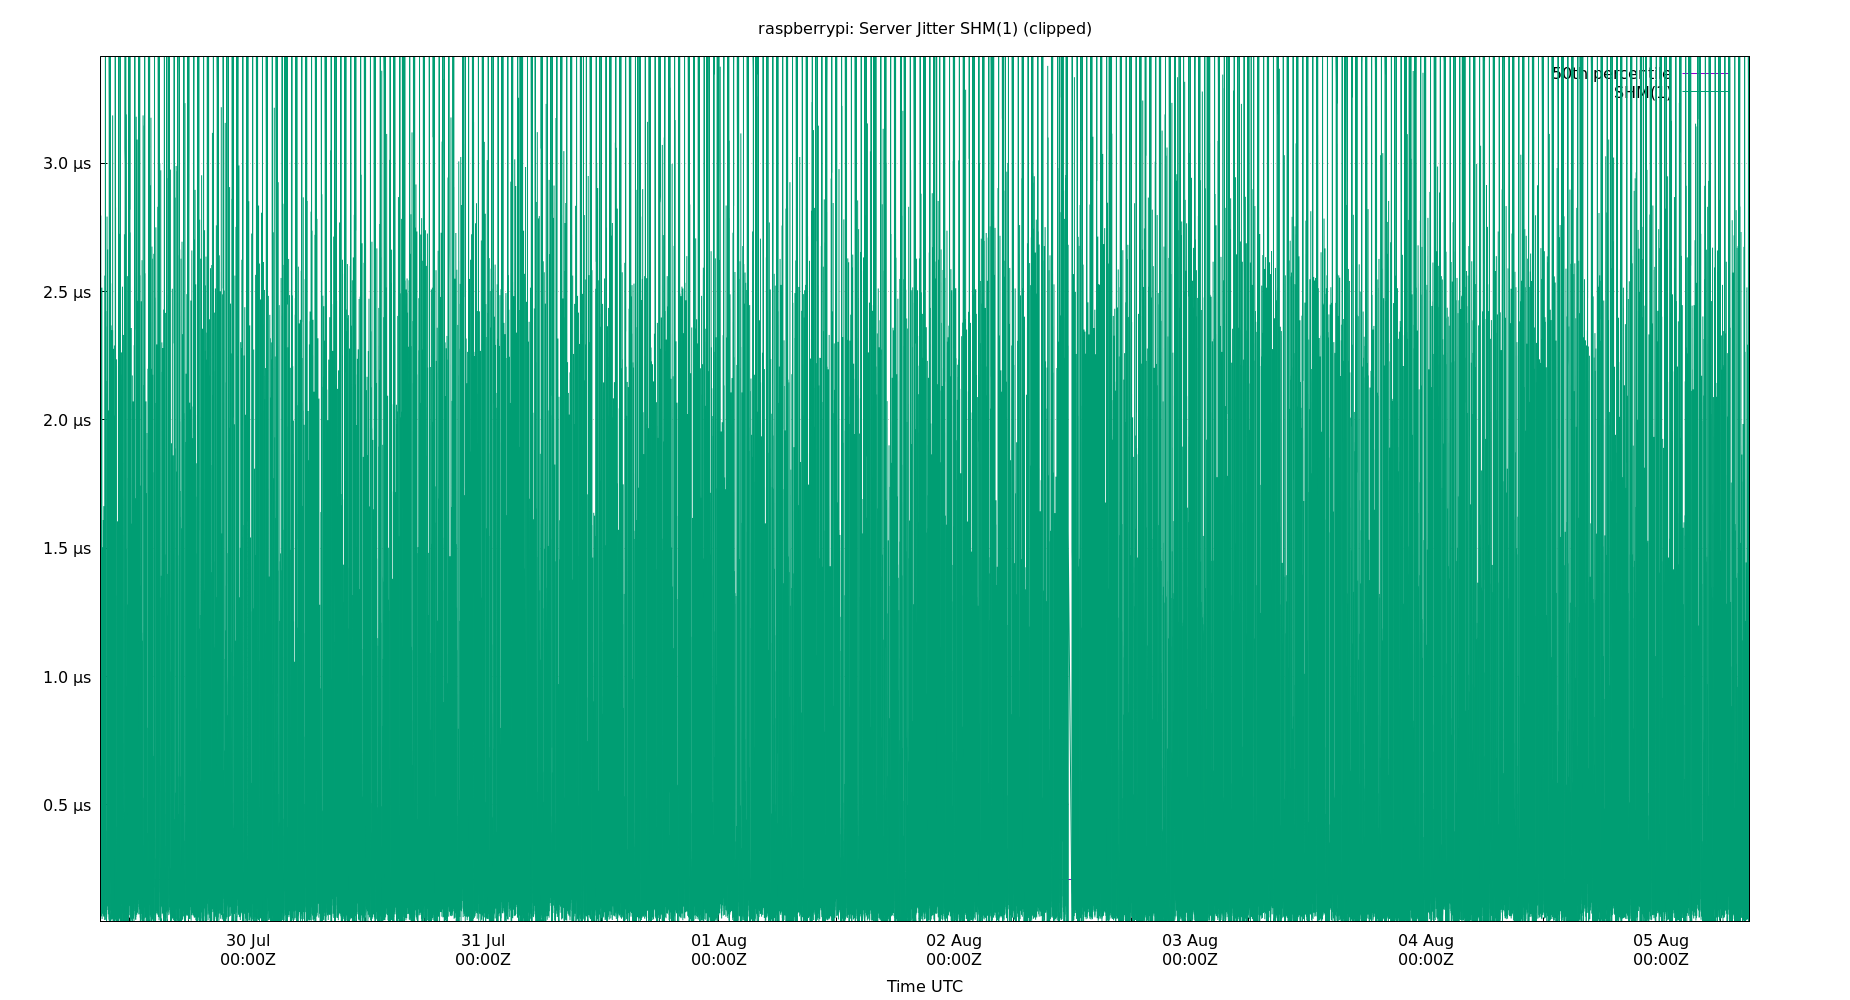 raspberrypi: Server Jitter SHM(1) (clipped)
50th percentile
SHM(1)
3.0 µs
2.5 µs
2.0 µs
1.5 µs
1.0 µs
0.5 µs
30 Jul 31 Jul 01 Aug 02 Aug 03 Aug 04 Aug 05 Aug
00:00Z 00:00Z 00:00Z 00:00Z 00:00Z 00:00Z 00:00Z
Time UTC